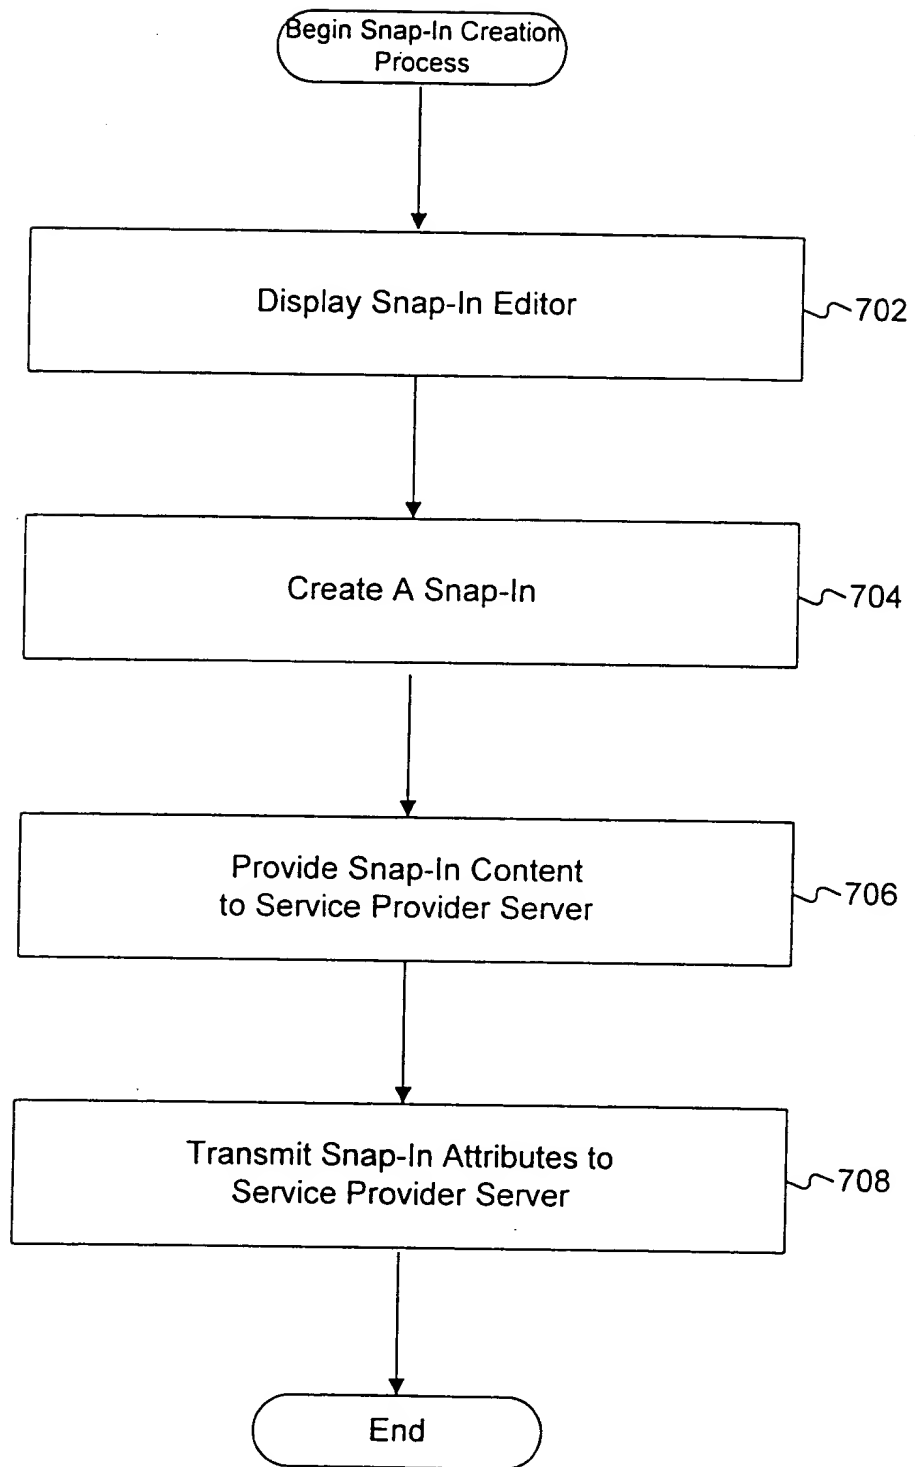 Begin Snap-In Creation
Process
Display Snap-In Editor
702
Create A Snap-In
704
Provide Snap-In Content
to Service Provider Server
706
Transmit Snap-In Attributes to
Service Provider Server
708
End